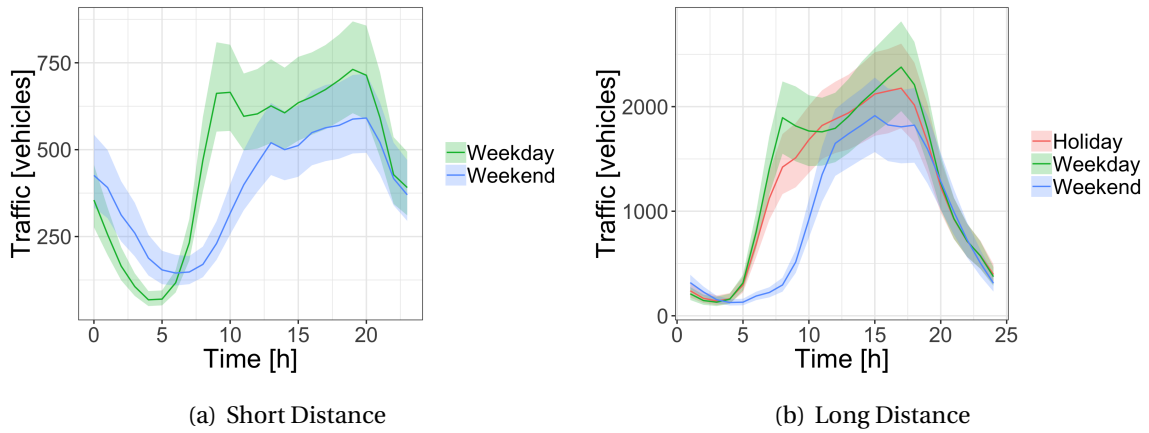 Traffic [vehicles]
750
500
250
0 5 10 15 20
Time [h]
Weekday
Weekend
(a) Short Distance
Traffic [vehicles]
2000
1000
0
0 5 10 15 20 25
Time [h]
Holiday
Weekday
Weekend
(b) Long Distance